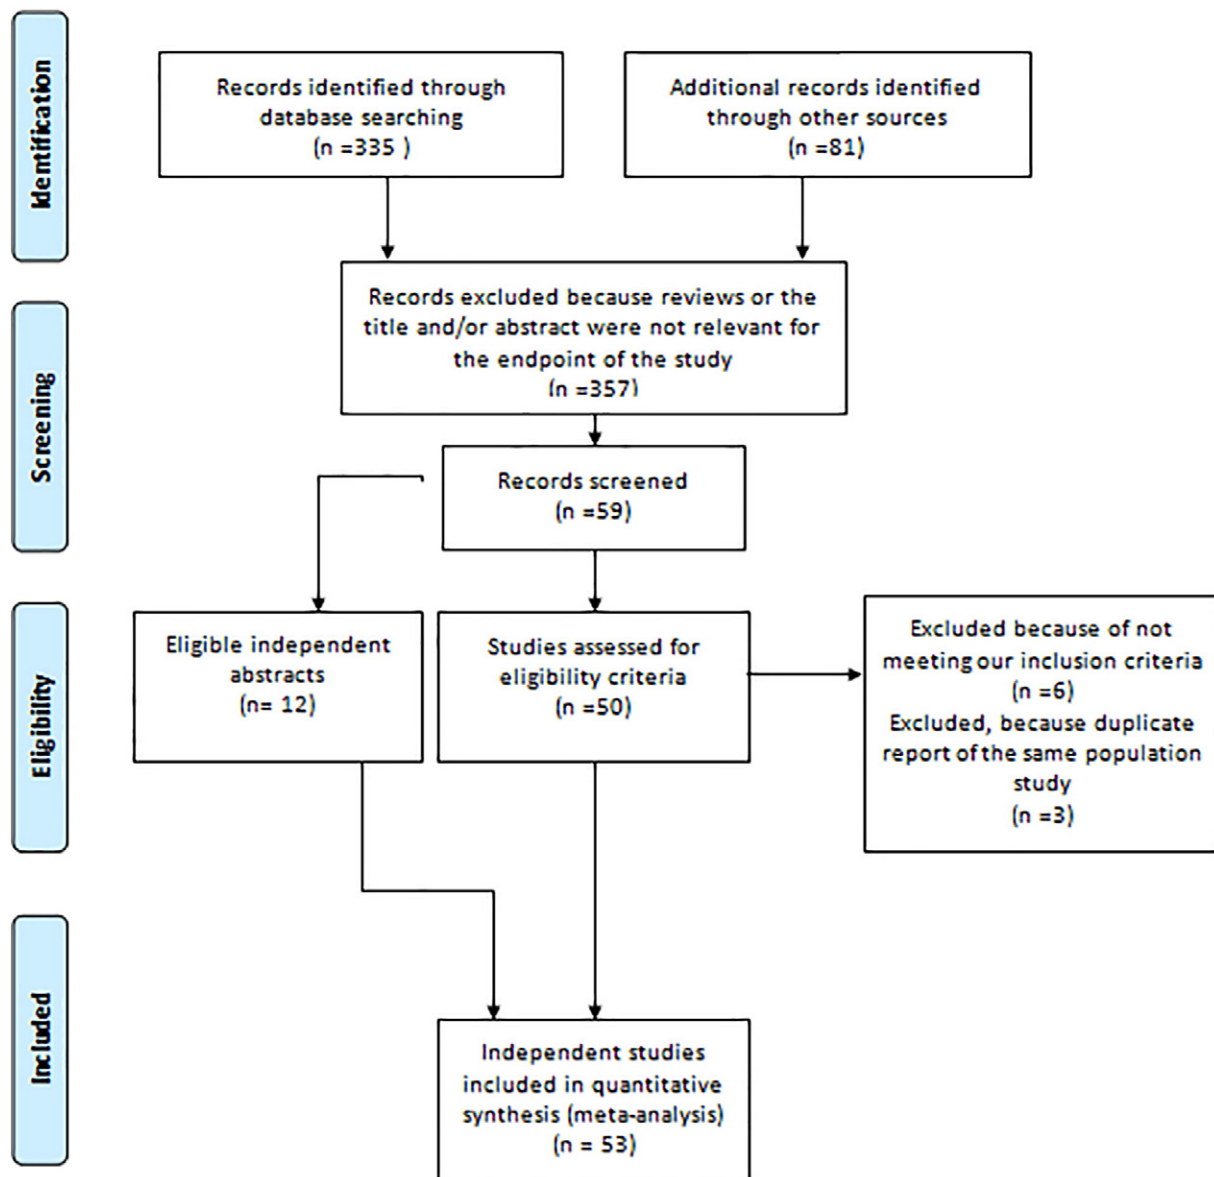 Identification
Records identified through
database searching
(n =335 )
Additional records identified
through other sources
(n =81)
Screening
Records excluded because reviews or the
title and/or abstract were not relevant for
the endpoint of the study
(n =357)
Records screened
(n =59)
Eligibility
Eligible independent
abstracts
(n= 12)
Studies assessed for
eligibility criteria
(n =50)
Excluded because of not
meeting our inclusion criteria
(n =6)
Excluded, because duplicate
report of the same population
study
(n =3)
Included
Independent studies
included in quantitative
synthesis (meta-analysis)
(n = 53)